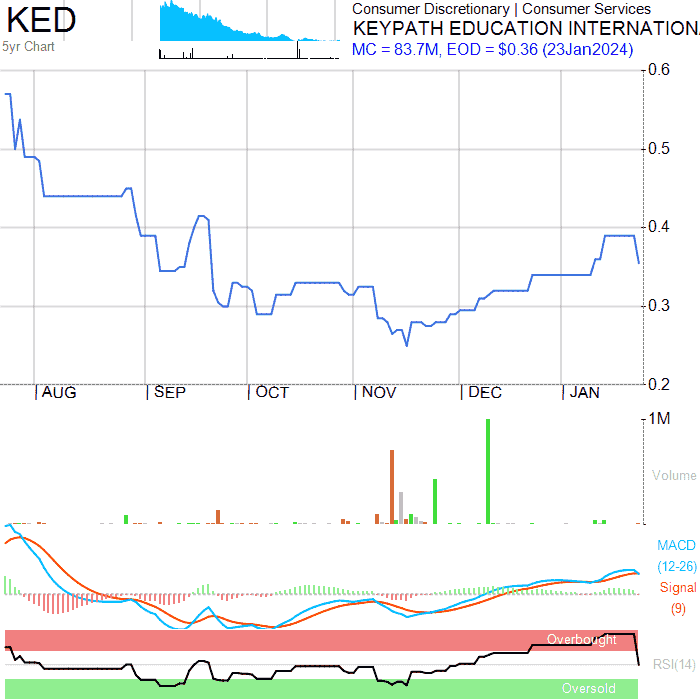 KED
5yr Chart
Consumer Discretionary | Consumer Services
KEYPATH EDUCATION INTERNATIONA
MC = 83.7M, EOD = $0.36 (23Jan2024)
0.6
0.5
0.4
0.3
0.2
AUG SEP OCT NOV DEC JAN
1M
Volume
MACD
(12-26)
Signal
(9)
Overbought
RSI(14)
Oversold